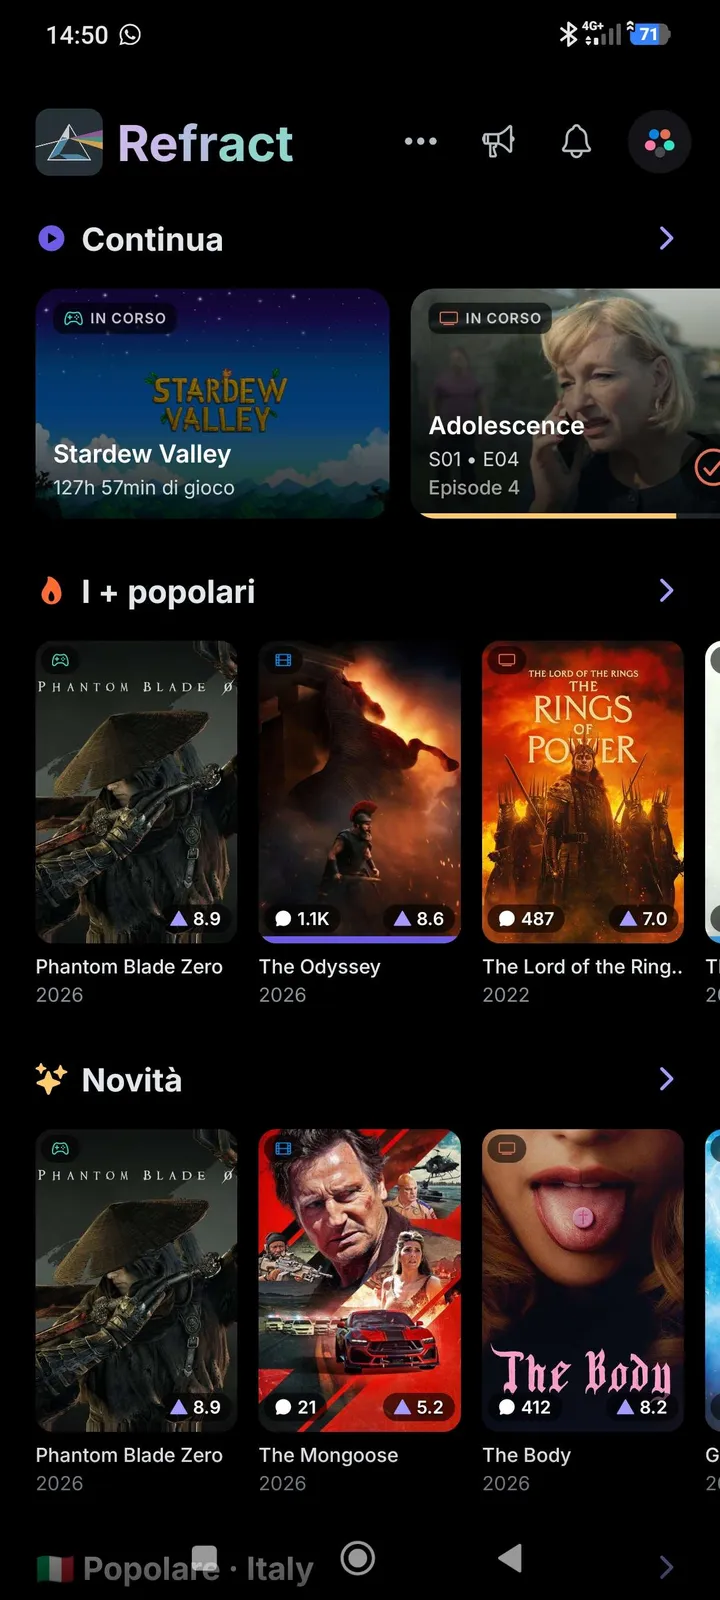 14:50
4G+
71
Refract
Continua
IN CORSO
STARDEW
VALLEY
Stardew Valley
127h 57min di gioco
IN CORSO
Adolescence
S01 • E04
Episode 4
I + popolari
PHANTOM BLADE 0
8.9
Phantom Blade Zero
2026
1.1K
8.6
The Odyssey
2026
THE LORD OF THE RINGS
THE
RINGS
OF
POWER
487
7.0
The Lord of the Ring..
2022
Novità
PHANTOM BLADE 0
8.9
Phantom Blade Zero
2026
21
5.2
The Mongoose
2026
The Body
412
8.2
The Body
2026
Popolare · Italy